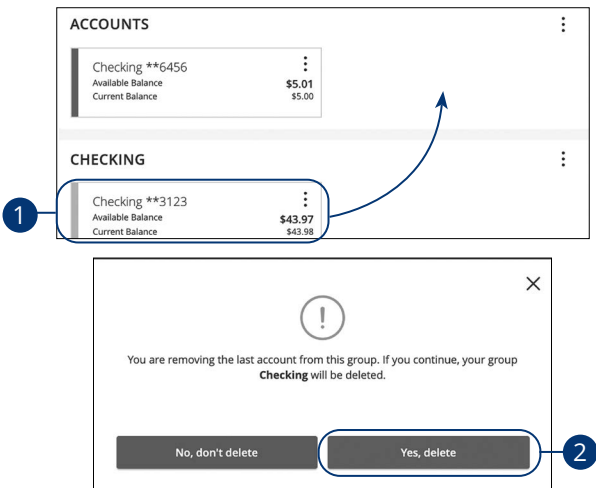 ACCOUNTS
Checking **6456
Available Balance $5.01
Current Balance $5.00
CHECKING
1
Checking **3123
Available Balance $43.97
Current Balance $43.98
You are removing the last account from this group. If you continue, your group
Checking will be deleted.
No, don't delete Yes, delete
2